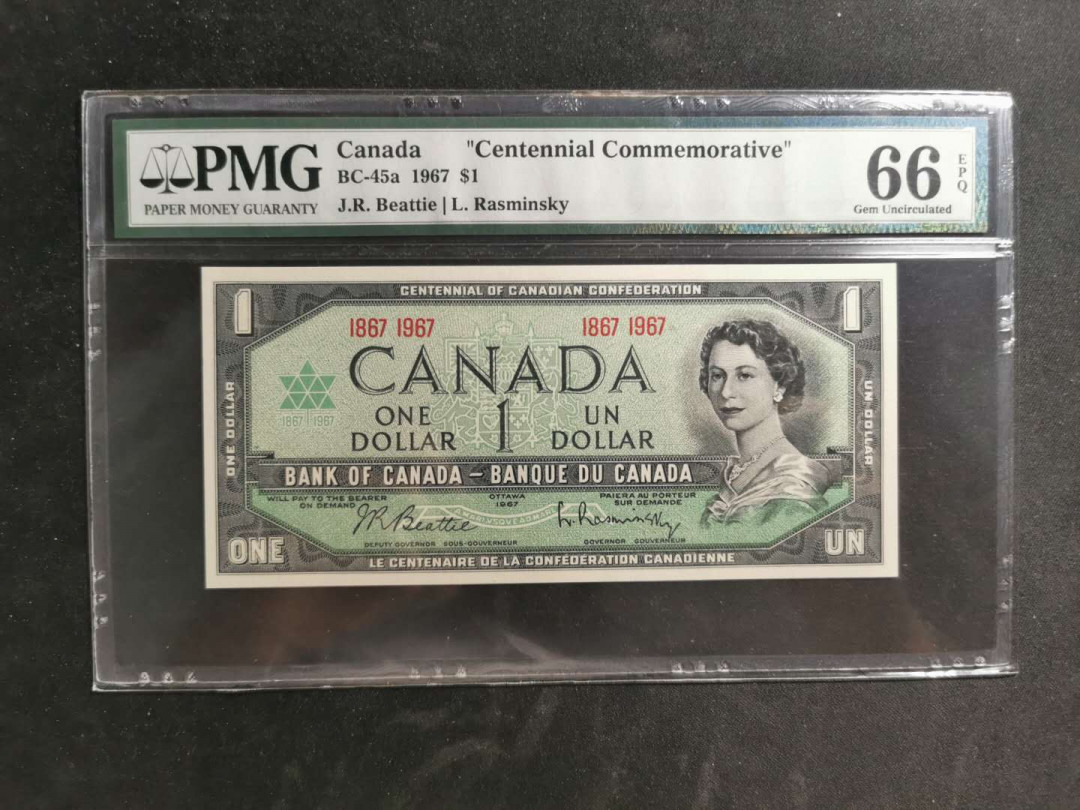 PMG
PAPER MONEY GUARANTY
Canada "Centennial Commemorative"
BC-45a 1967 $1
J.R. Beattie | L. Rasminsky
66
EPQ
Gem Uncirculated
CENTENNIAL OF CANADIAN CONFEDERATION
1 1
1867 1967 1867 1967
CANADA
1867 1967
ONE DOLLAR 1 UN DOLLAR
ONE DOLLAR
UN DOLLAR
BANK OF CANADA – BANQUE DU CANADA
WILL PAY TO THE BEARER ON DEMAND
OTTAWA 1967
PAIERA AU PORTEUR SUR DEMANDE
JRBeattie L. Rasminsky
DEPUTY GOVERNOR SOUS-GOUVERNEUR
GOVERNOR GOUVERNEUR
ONE UN
LE CENTENAIRE DE LA CONFÉDÉRATION CANADIENNE